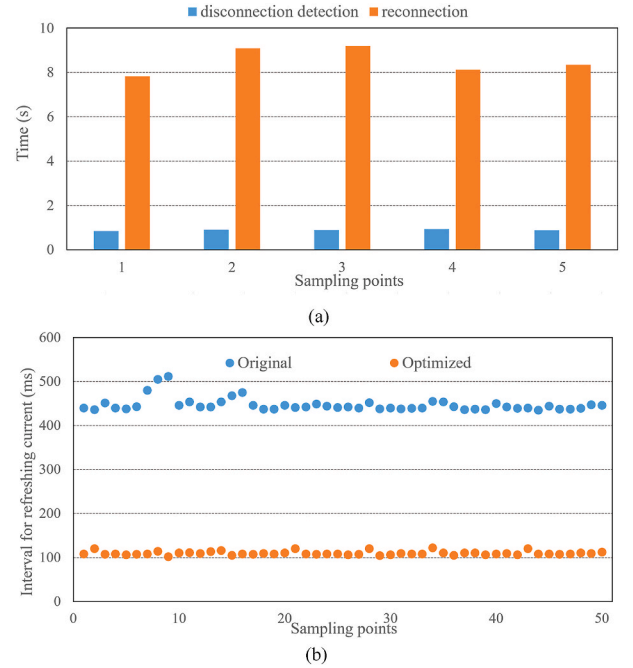 disconnection detection reconnection
10
8
6
4
2
0
Time (s)
1 2 3 4 5
Sampling points
(a)
600
500
400
300
200
100
0
Interval for refreshing current (ms)
Original Optimized
0 10 20 30 40 50
Sampling points
(b)